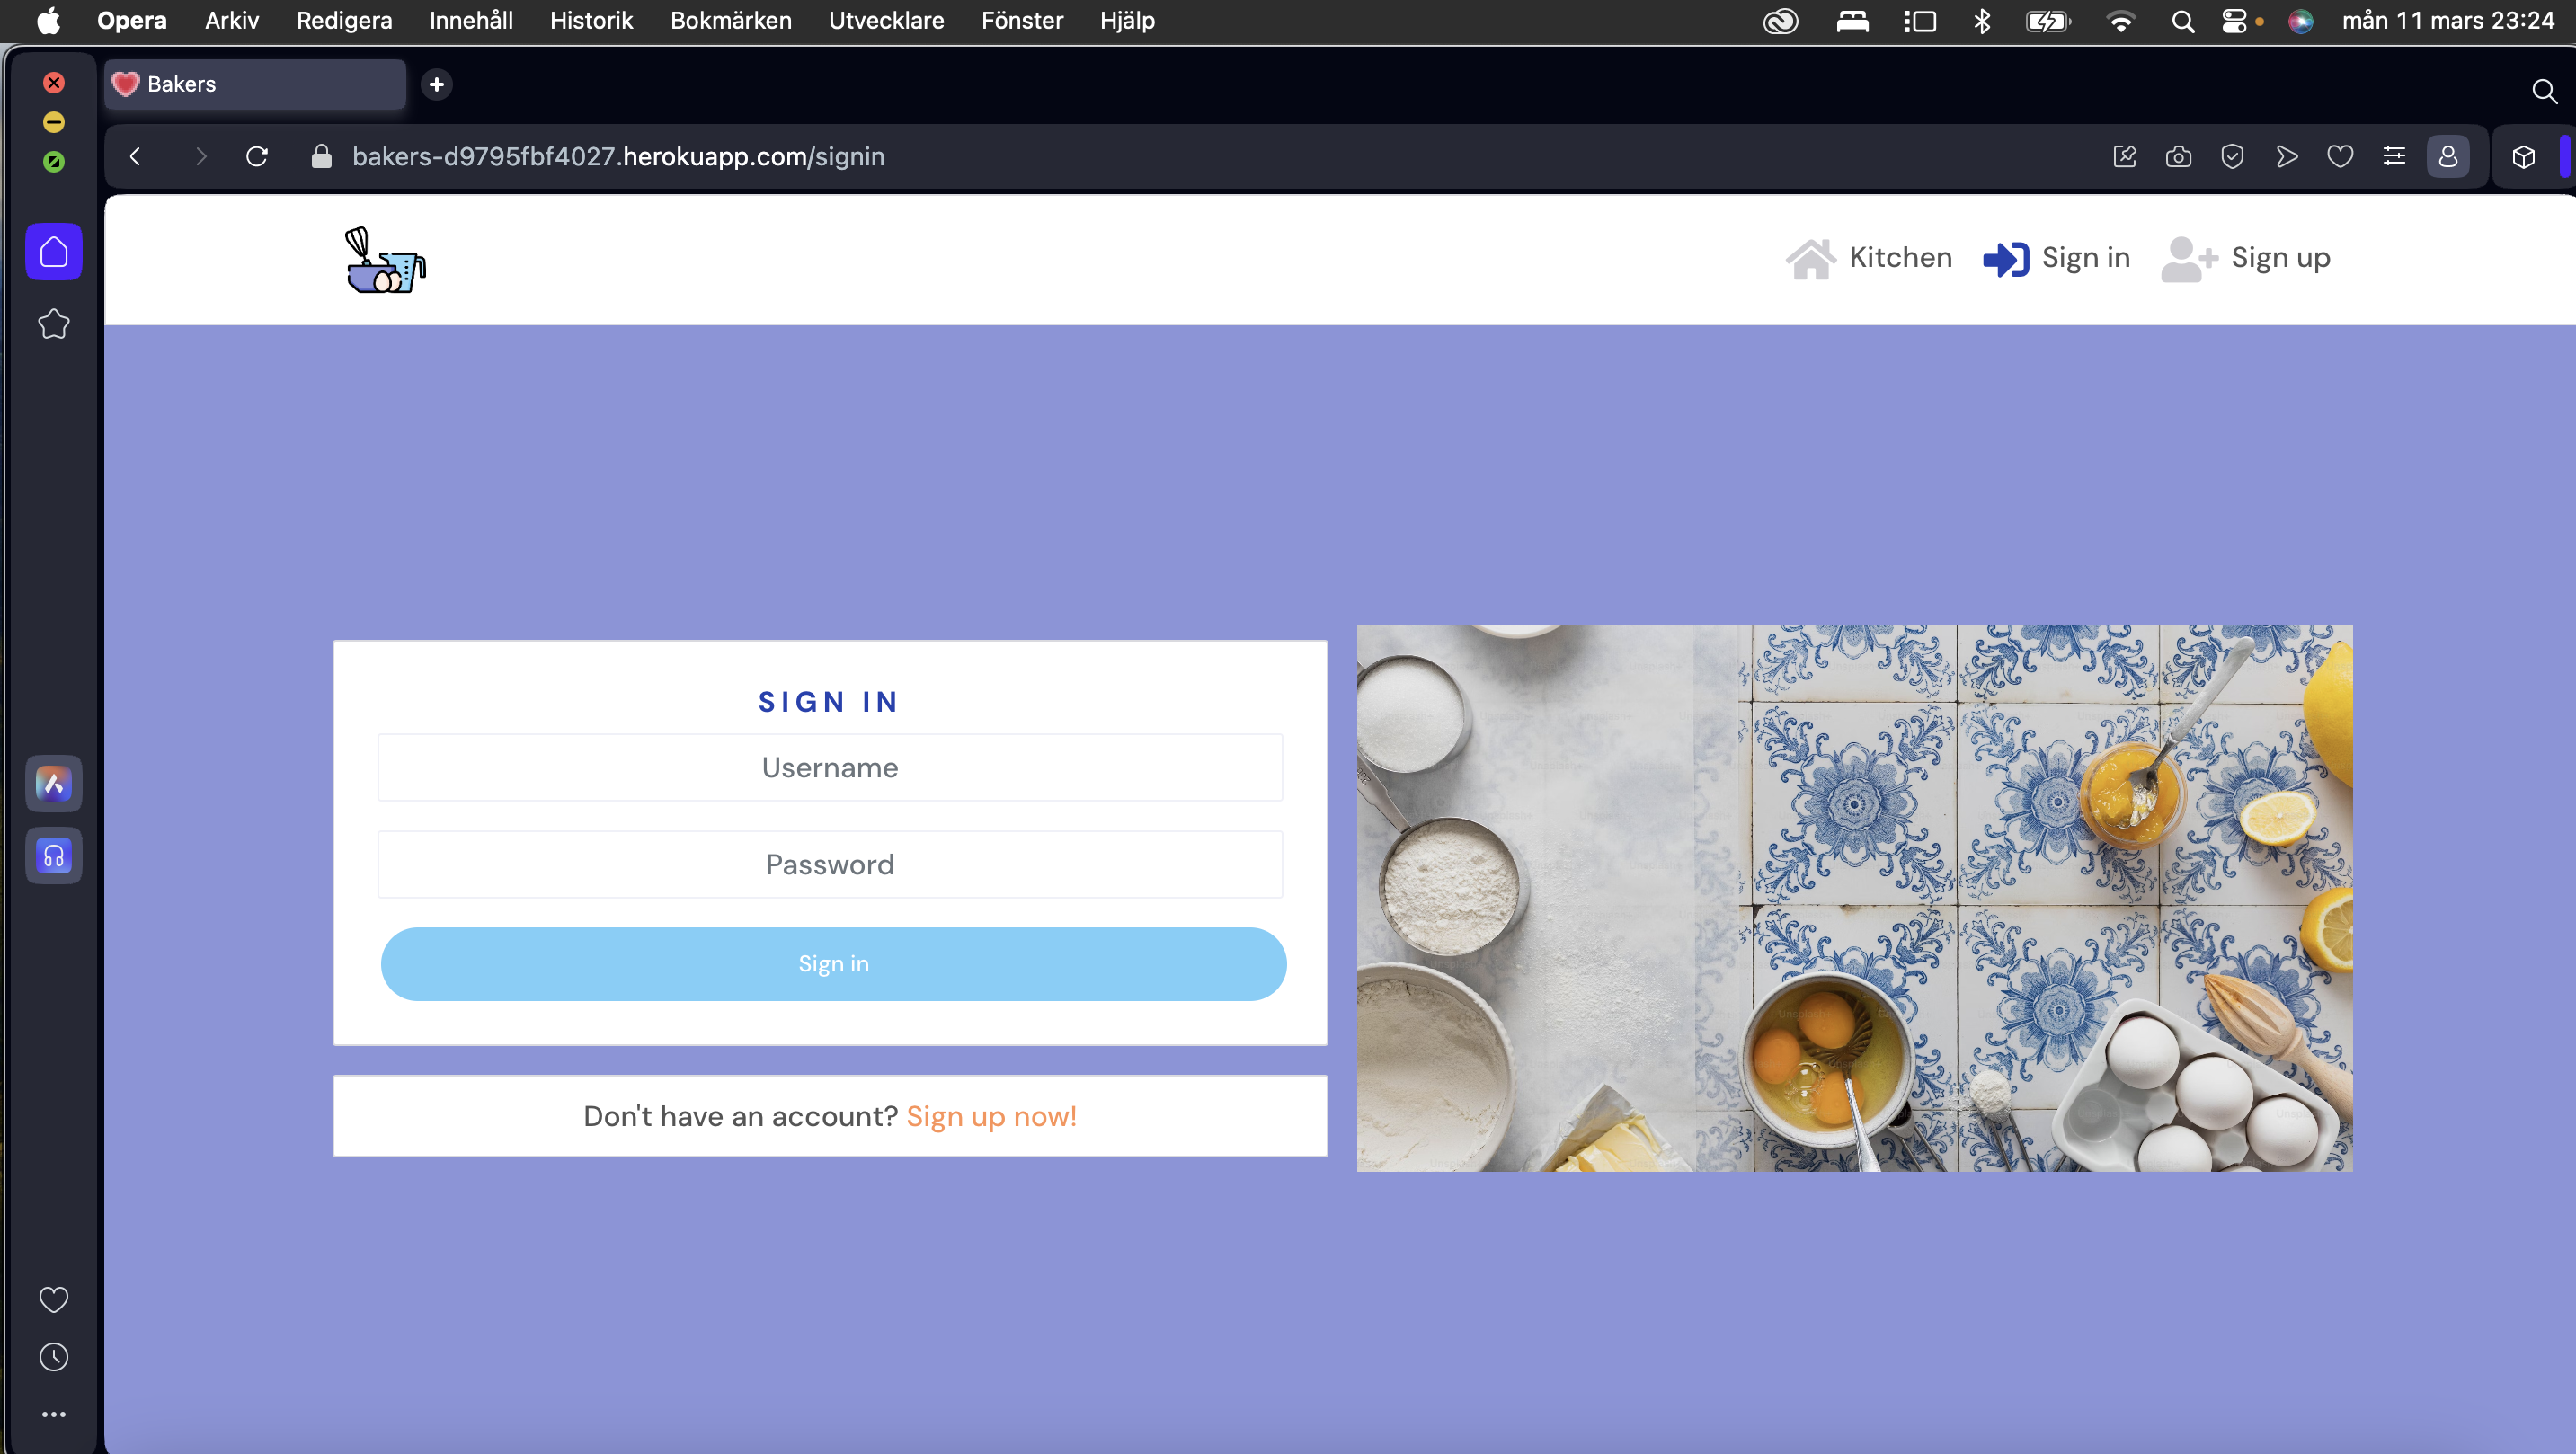 Opera Arkiv Redigera Innehåll Historik Bokmärken Utvecklare Fönster Hjälp mån 11 mars 23:24
Bakers
bakers-d9795fbf4027.herokuapp.com/signin
Kitchen Sign in Sign up
SIGN IN
Username
Password
Sign in
Don't have an account? Sign up now!